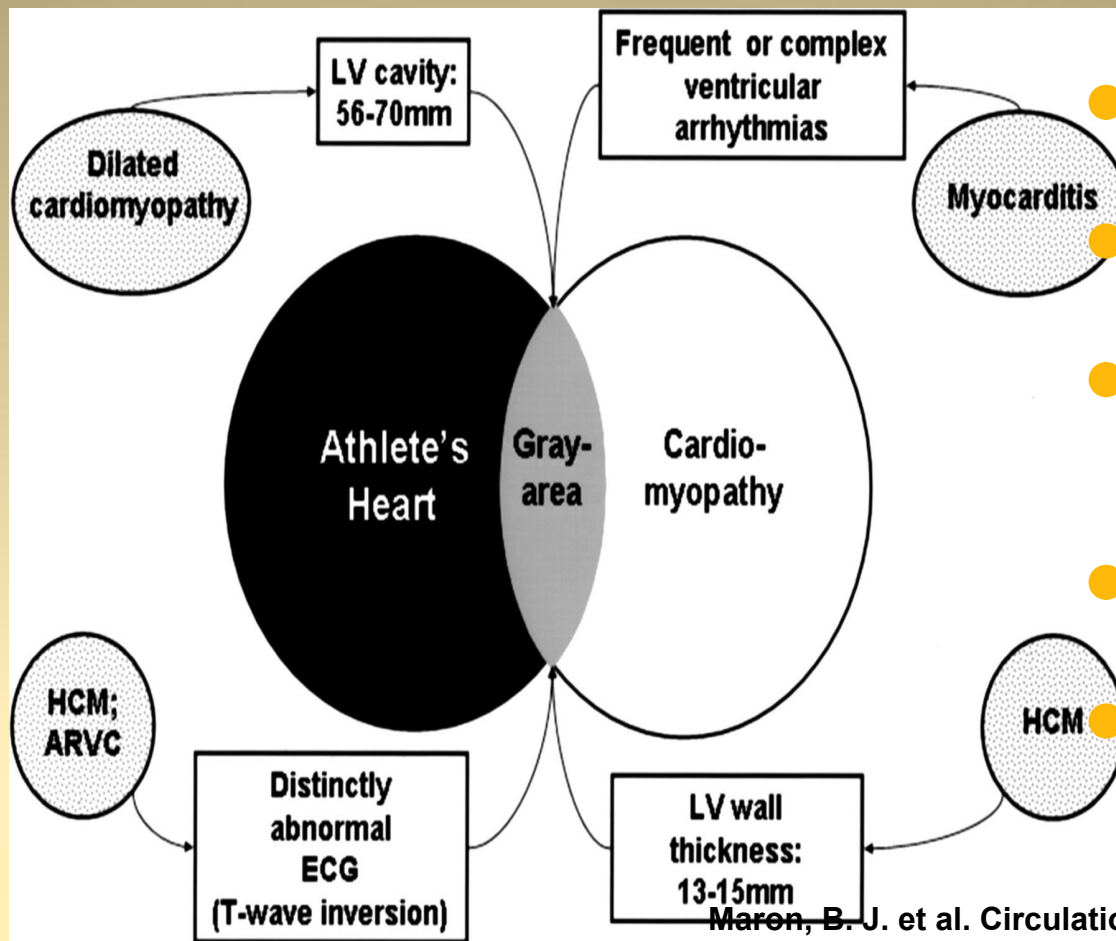 LV cavity:
56-70mm
Frequent or complex
ventricular
arrhythmias
Dilated
cardiomyopathy
Myocarditis
Athlete's
Heart
Gray-
area
Cardio-
myopathy
HCM;
ARVC
HCM
Distinctly
abnormal
ECG
(T-wave inversion)
LV wall
thickness:
13-15mm
Maron, B. J. et al. Circulatio